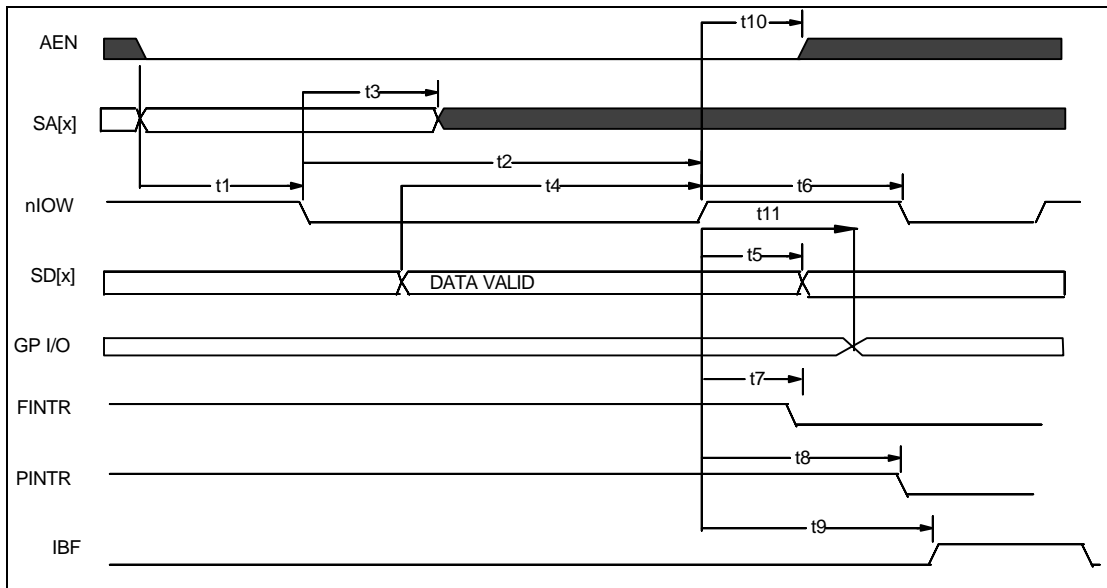 t10
AEN
t3
SA[x]
t2
t1
t4
t6
nIOW
t11
t5
SD[x]
DATA VALID
GP I/O
t7
FINTR
t8
PINTR
t9
IBF